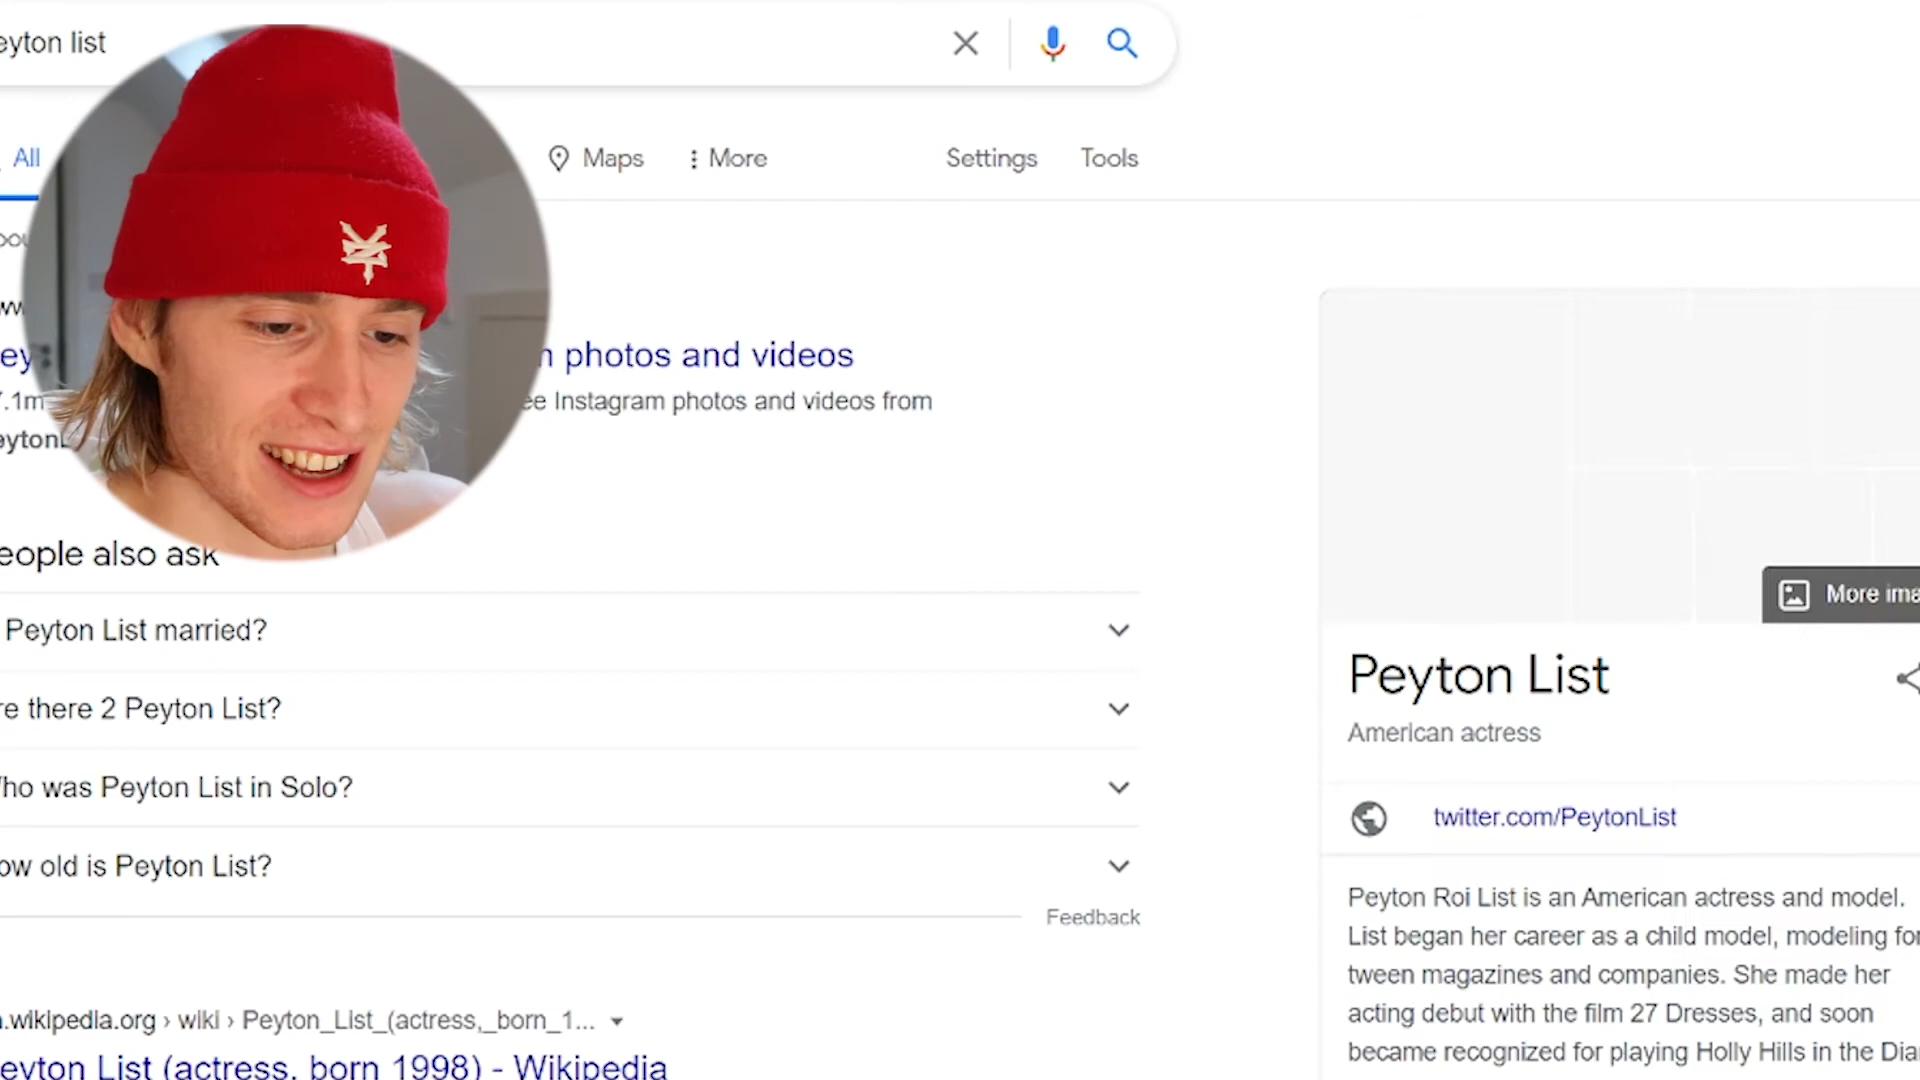 eyton list
All
Maps
More
Settings
Tools
photos and videos
ee Instagram photos and videos from
eople also ask
Peyton List married?
re there 2 Peyton List?
ho was Peyton List in Solo?
ow old is Peyton List?
Feedback
.wikipedia.org › wiki › Peyton_List_(actress,_born_1...
eyton List (actress, born 1998) - Wikipedia
More ima
Peyton List
American actress
twitter.com/PeytonList
Peyton Roi List is an American actress and model.
List began her career as a child model, modeling for
tween magazines and companies. She made her
acting debut with the film 27 Dresses, and soon
became recognized for playing Holly Hills in the Dia